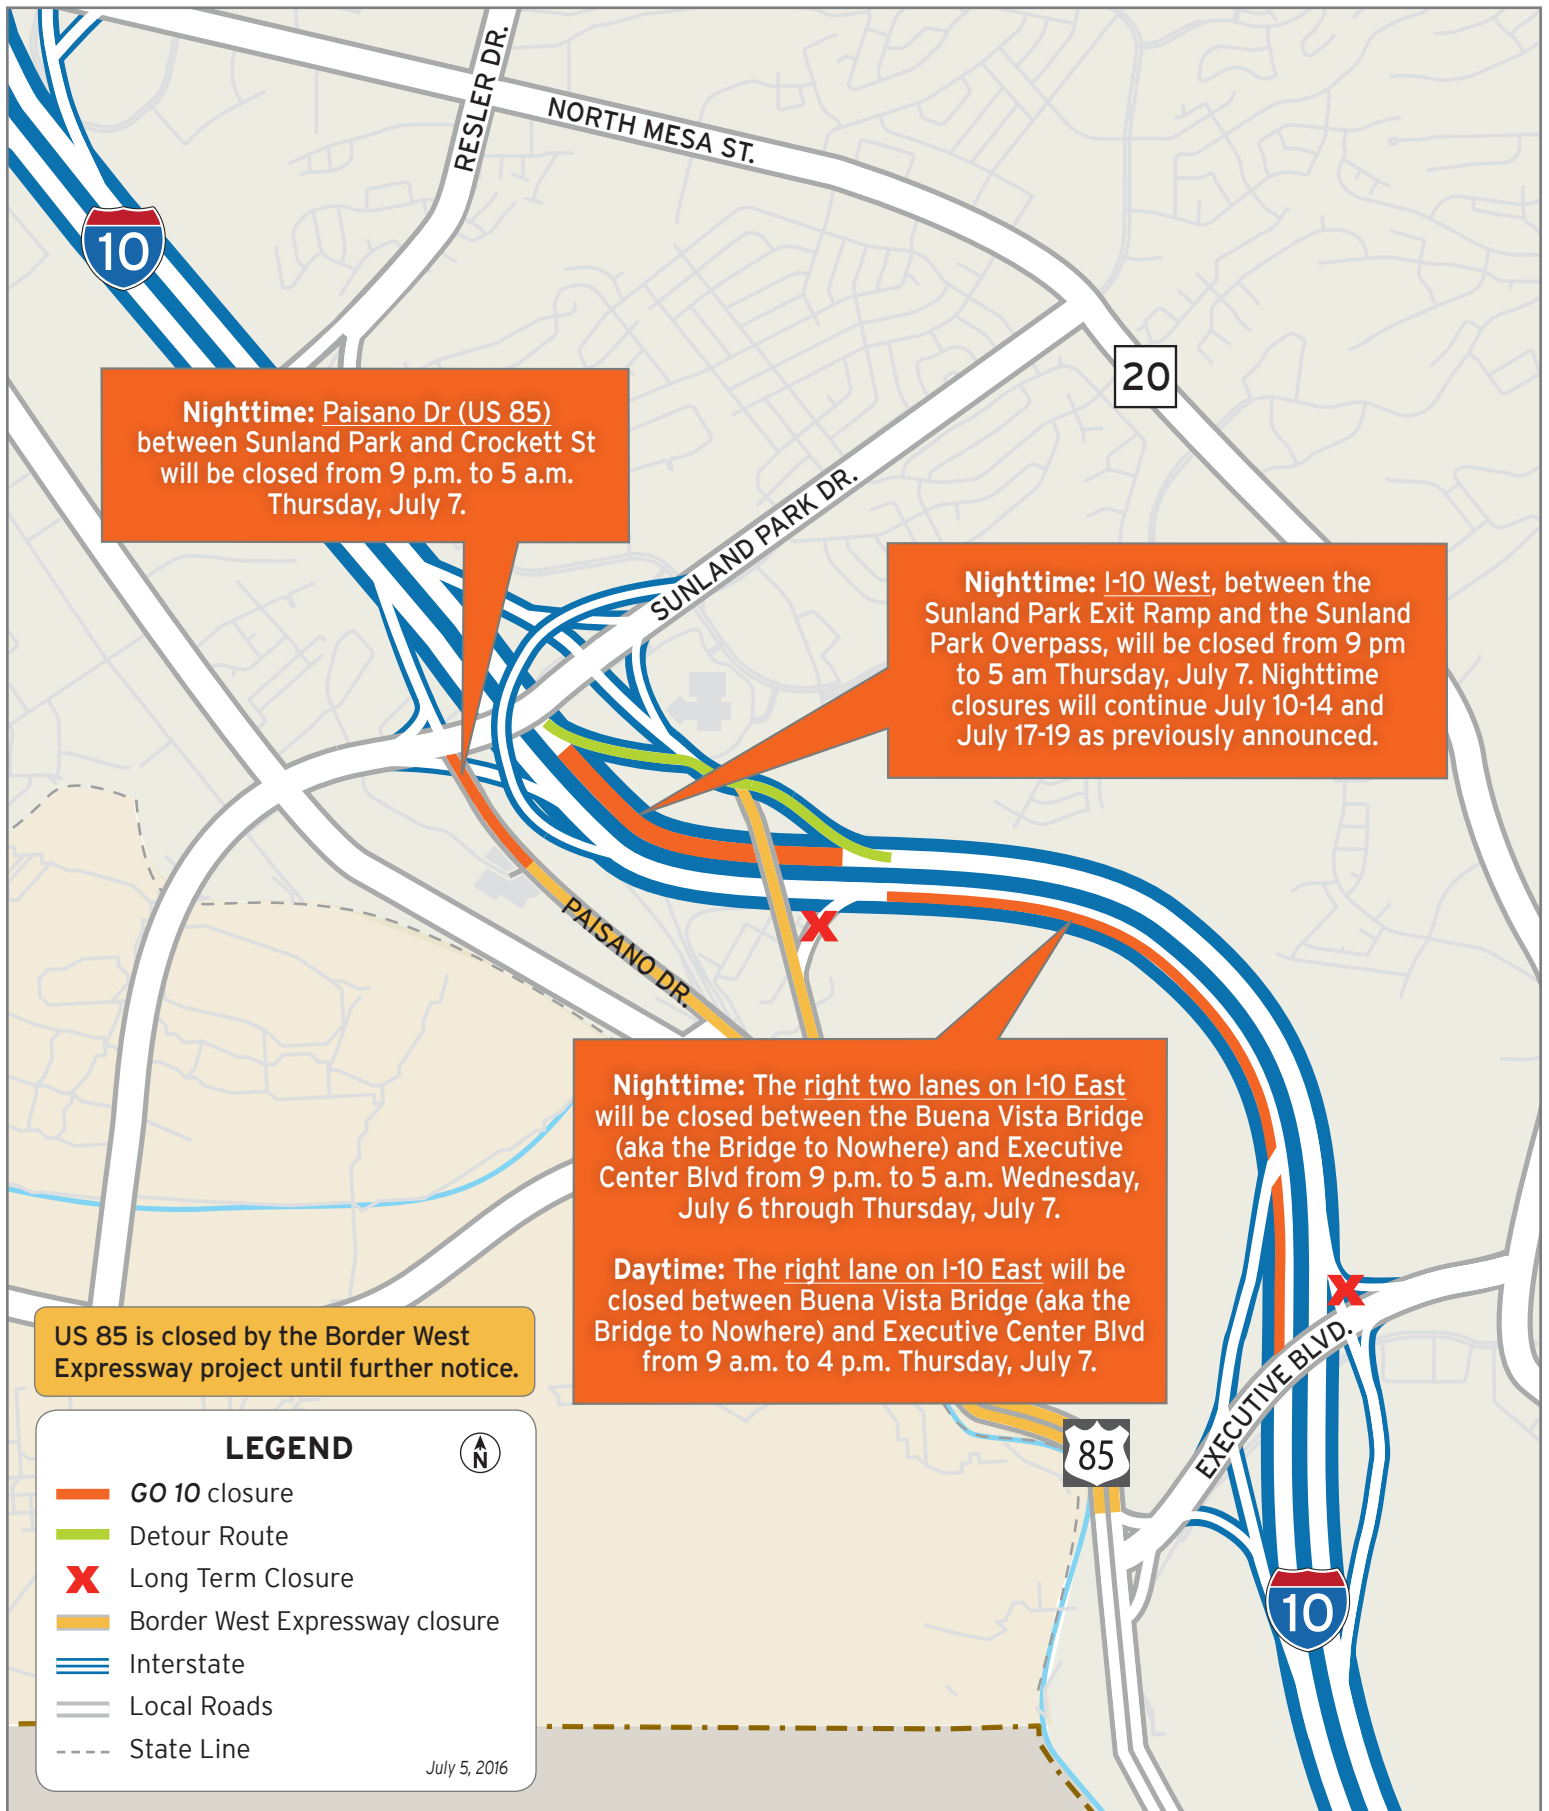 RESLER DR.
NORTH MESA ST.
10
20
Nighttime: Paisano Dr (US 85)
between Sunland Park and Crockett St
will be closed from 9 p.m. to 5 a.m.
Thursday, July 7.
SUNLAND PARK DR.
Nighttime: I-10 West, between the
Sunland Park Exit Ramp and the Sunland
Park Overpass, will be closed from 9 pm
to 5 am Thursday, July 7. Nighttime
closures will continue July 10-14 and
July 17-19 as previously announced.
X
PAISANO DR.
Nighttime: The right two lanes on I-10 East
will be closed between the Buena Vista Bridge
(aka the Bridge to Nowhere) and Executive
Center Blvd from 9 p.m. to 5 a.m. Wednesday,
July 6 through Thursday, July 7.
Daytime: The right lane on I-10 East will be
closed between Buena Vista Bridge (aka the
Bridge to Nowhere) and Executive Center Blvd
from 9 a.m. to 4 p.m. Thursday, July 7.
X
EXECUTIVE BLVD.
US 85 is closed by the Border West
Expressway project until further notice.
85
10
LEGEND
N
GO 10 closure
Detour Route
X Long Term Closure
Border West Expressway closure
Interstate
Local Roads
State Line
July 5, 2016